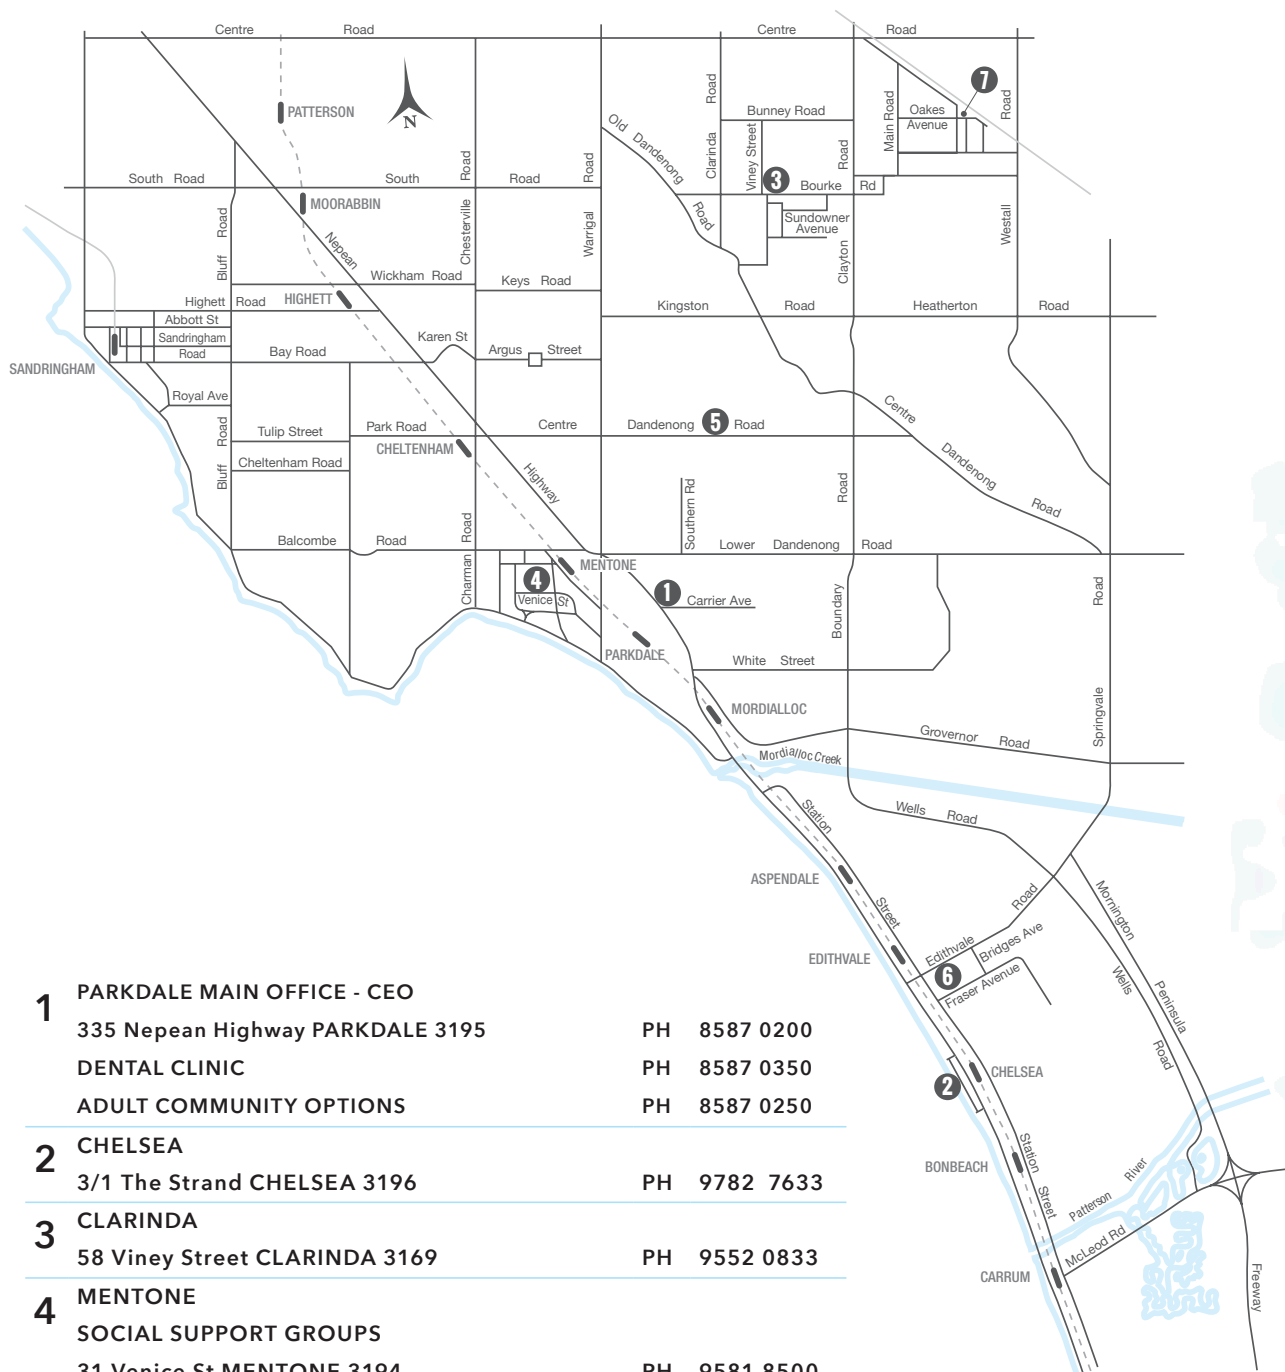 Centre Road Centre Road
PATTERSON
N
Old Dandenong Road
Clarinda Road
Bunney Road
Viney Street
Main Road
Oakes
Avenue
7
Road
South Road South Road
MOORABBIN
Chesterville Road
Warrigal Road
3
Bourke Rd
Sundowner
Avenue
Clayton Road
Westall
Bluff Road
Nepean
Wickham Road
Keys Road
Highett Road
HIGHETT
Kingston Road Heatherton Road
Abbott St
Sandringham
Road
Bay Road
Karen St
Argus Street
SANDRINGHAM
Royal Ave
Bluff Road
Tulip Street
Park Road
Centre Dandenong 5 Road
Centre Dandenong Road
CHELTENHAM
Cheltenham Road
Highway
Southern Rd
Road
Balcombe Road
Charman Road
Lower Dandenong Road
MENTONE
4
Venice St
1
Carrier Ave
Boundary
Road
PARKDALE
White Street
MORDIALLOC
Springvale
Grovernor Road
Mordialloc Creek
Station
Wells Road
ASPENDALE
Street
Road
Mornington
EDITHVALE
Edithvale
Bridges Ave
6
Fraser Avenue
Wells
Peninsula
Road
CHELSEA
2
Station
BONBEACH
Street
Patterson River
McLeod Rd
CARRUM
Freeway
1 PARKDALE MAIN OFFICE - CEO
335 Nepean Highway PARKDALE 3195 PH 8587 0200
DENTAL CLINIC PH 8587 0350
ADULT COMMUNITY OPTIONS PH 8587 0250
2 CHELSEA
3/1 The Strand CHELSEA 3196 PH 9782 7633
3 CLARINDA
58 Viney Street CLARINDA 3169 PH 9552 0833
4 MENTONE
SOCIAL SUPPORT GROUPS
31 Venice St MENTONE 3194 PH 9581 8500